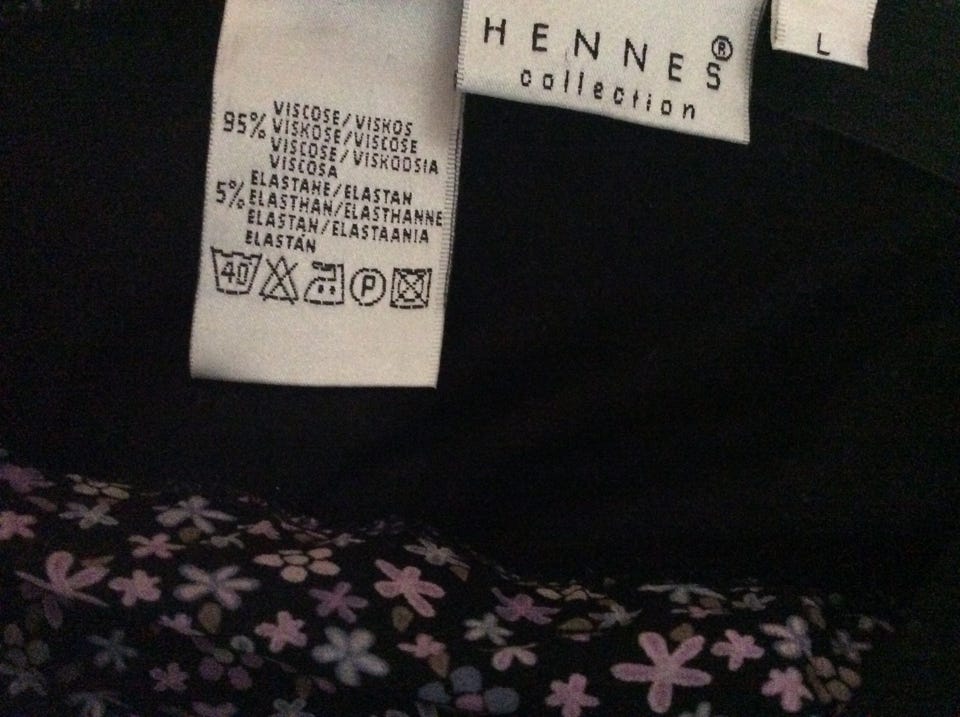 HENNES®
collection
L
95% VISCOSE/VISKOS
VISKOSE/VISCOSE
VISCOSE/VISKOOSIA
VISCOSA
5% ELASTANE/ELASTAN
ELASTHAN/ELASTHANNE
ELASTAN/ELASTAANIA
ELASTÁN
40 P